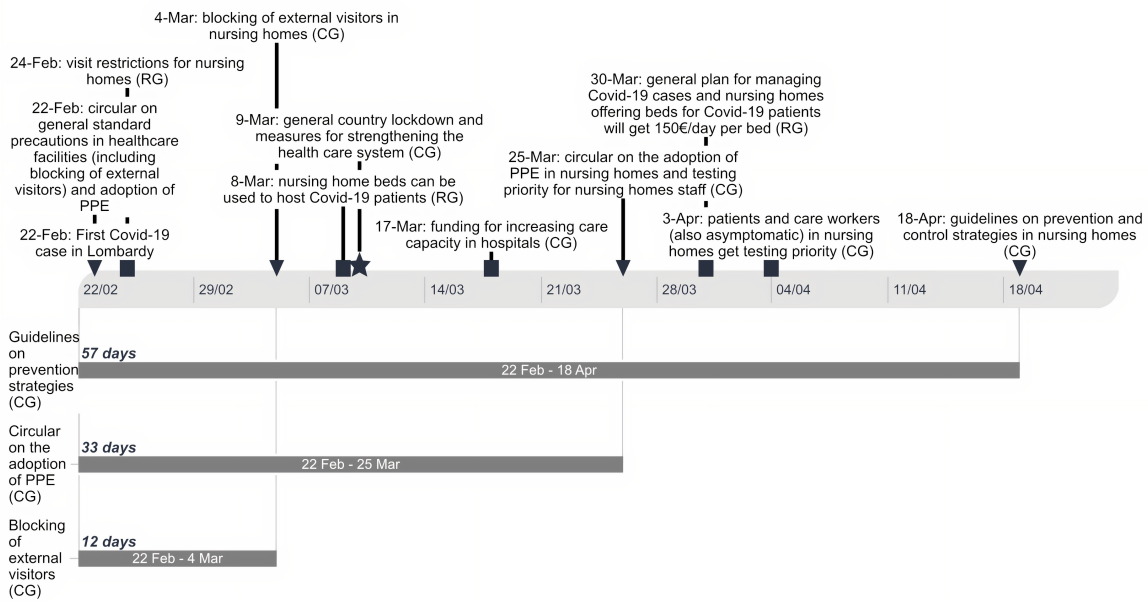 4-Mar: blocking of external visitors in
nursing homes (CG)
24-Feb: visit restrictions for nursing
homes (RG)
22-Feb: circular on
general standard
precautions in healthcare
facilities (including
blocking of external
visitors) and adoption of
PPE
22-Feb: First Covid-19
case in Lombardy
9-Mar: general country lockdown and
measures for strengthening the
health care system (CG)
8-Mar: nursing home beds can be
used to host Covid-19 patients (RG)
17-Mar: funding for increasing care
capacity in hospitals (CG)
30-Mar: general plan for managing
Covid-19 cases and nursing homes
offering beds for Covid-19 patients
will get 150€/day per bed (RG)
25-Mar: circular on the adoption of
PPE in nursing homes and testing
priority for nursing homes staff (CG)
3-Apr: patients and care workers
(also asymptomatic) in nursing
homes get testing priority (CG)
18-Apr: guidelines on prevention and
control strategies in nursing homes
(CG)
22/02 29/02 07/03 14/03 21/03 28/03 04/04 11/04 18/04
Guidelines
on
prevention
strategies
(CG)
57 days
22 Feb - 18 Apr
Circular
on the
adoption
of PPE
(CG)
33 days
22 Feb - 25 Mar
Blocking
of
external
visitors
(CG)
12 days
22 Feb - 4 Mar